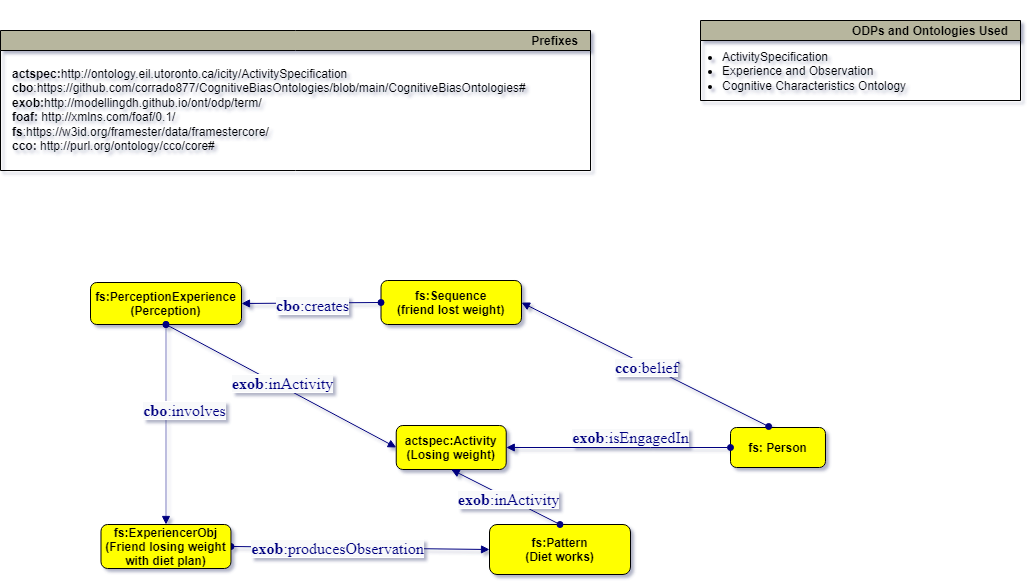 Prefixes
actspec:http://ontology.eil.utoronto.ca/icity/ActivitySpecification
cbo:https://github.com/corrado877/CognitiveBiasOntologies/blob/main/CognitiveBiasOntologies#
exob:http://modellingdh.github.io/ont/odp/term/
foaf: http://xmlns.com/foaf/0.1/
fs:https://w3id.org/framester/data/framestercore/
cco: http://purl.org/ontology/cco/core#
ODPs and Ontologies Used
ActivitySpecification
Experience and Observation
Cognitive Characteristics Ontology
fs:PerceptionExperience
(Perception)
cbo:creates
fs:Sequence
(friend lost weight)
cco:belief
exob:inActivity
cbo:involves
actspec:Activity
(Losing weight)
exob:isEngagedIn
fs: Person
exob:inActivity
fs:ExperiencerObj
(Friend losing weight
with diet plan)
exob:producesObservation
fs:Pattern
(Diet works)